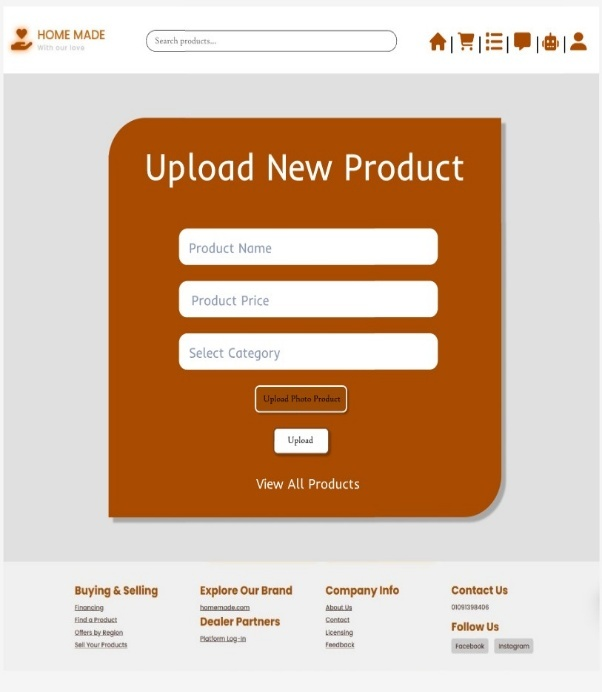 HOME MADE
With our love
Search products...
Upload New Product
Product Name
Product Price
Select Category
Upload Photo Product
Upload
View All Products
Buying & Selling
Financing
Find a Product
Offers by Region
Sell Your Products
Explore Our Brand
homemade.com
Dealer Partners
Platform Log-in
Company Info
About Us
Contact
Licensing
Feedback
Contact Us
01091398406
Follow Us
Facebook
Instagram